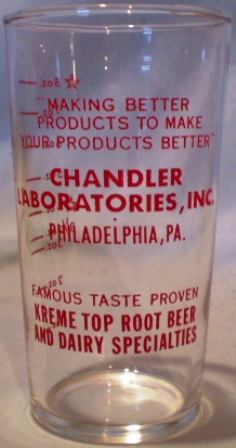 "MAKING BETTER
PRODUCTS TO MAKE
YOUR PRODUCTS BETTER"
CHANDLER
LABORATORIES, INC.
PHILADELPHIA, PA.
FAMOUS TASTE PROVEN
KREME TOP ROOT BEER
AND DAIRY SPECIALTIES